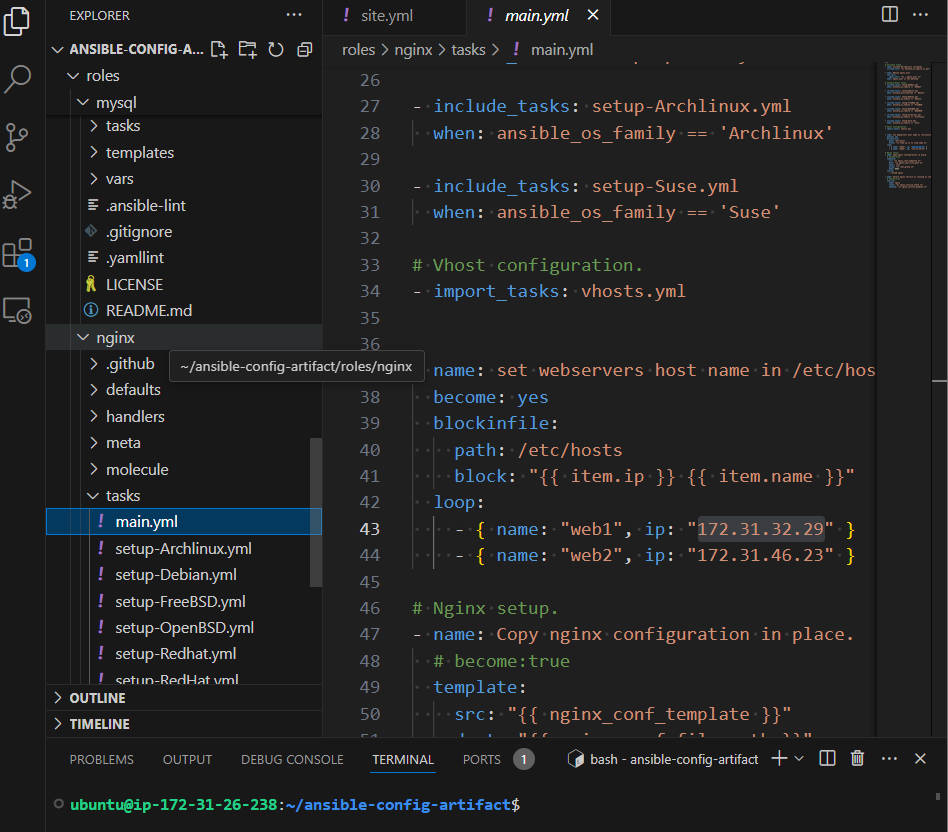 EXPLORER
ANSIBLE-CONFIG-A...
roles
mysql
tasks
templates
vars
.ansible-lint
.gitignore
.yamllint
LICENSE
README.md
nginx
~/ansible-config-artifact/roles/nginx
.github
defaults
handlers
meta
molecule
tasks
! main.yml
! setup-Archlinux.yml
! setup-Debian.yml
! setup-FreeBSD.yml
! setup-OpenBSD.yml
! setup-Redhat.yml
! setup-RedHat.yml
OUTLINE
TIMELINE
1
! site.yml
! main.yml
roles > nginx > tasks > ! main.yml
26
27 - include_tasks: setup-Archlinux.yml
28 when: ansible_os_family == 'Archlinux'
29
30 - include_tasks: setup-Suse.yml
31 when: ansible_os_family == 'Suse'
32
33 # Vhost configuration.
34 - import_tasks: vhosts.yml
35
36
name: set webservers host name in /etc/hos
38 become: yes
39 blockinfile:
40 path: /etc/hosts
41 block: "{{ item.ip }} {{ item.name }}"
42 loop:
43 - { name: "web1", ip: "172.31.32.29" }
44 - { name: "web2", ip: "172.31.46.23" }
45
46 # Nginx setup.
47 - name: Copy nginx configuration in place.
48 # become:true
49 template:
50 src: "{{ nginx_conf_template }}"
PROBLEMS OUTPUT DEBUG CONSOLE TERMINAL PORTS 1 bash - ansible-config-artifact
ubuntu@ip-172-31-26-238:~/ansible-config-artifact$